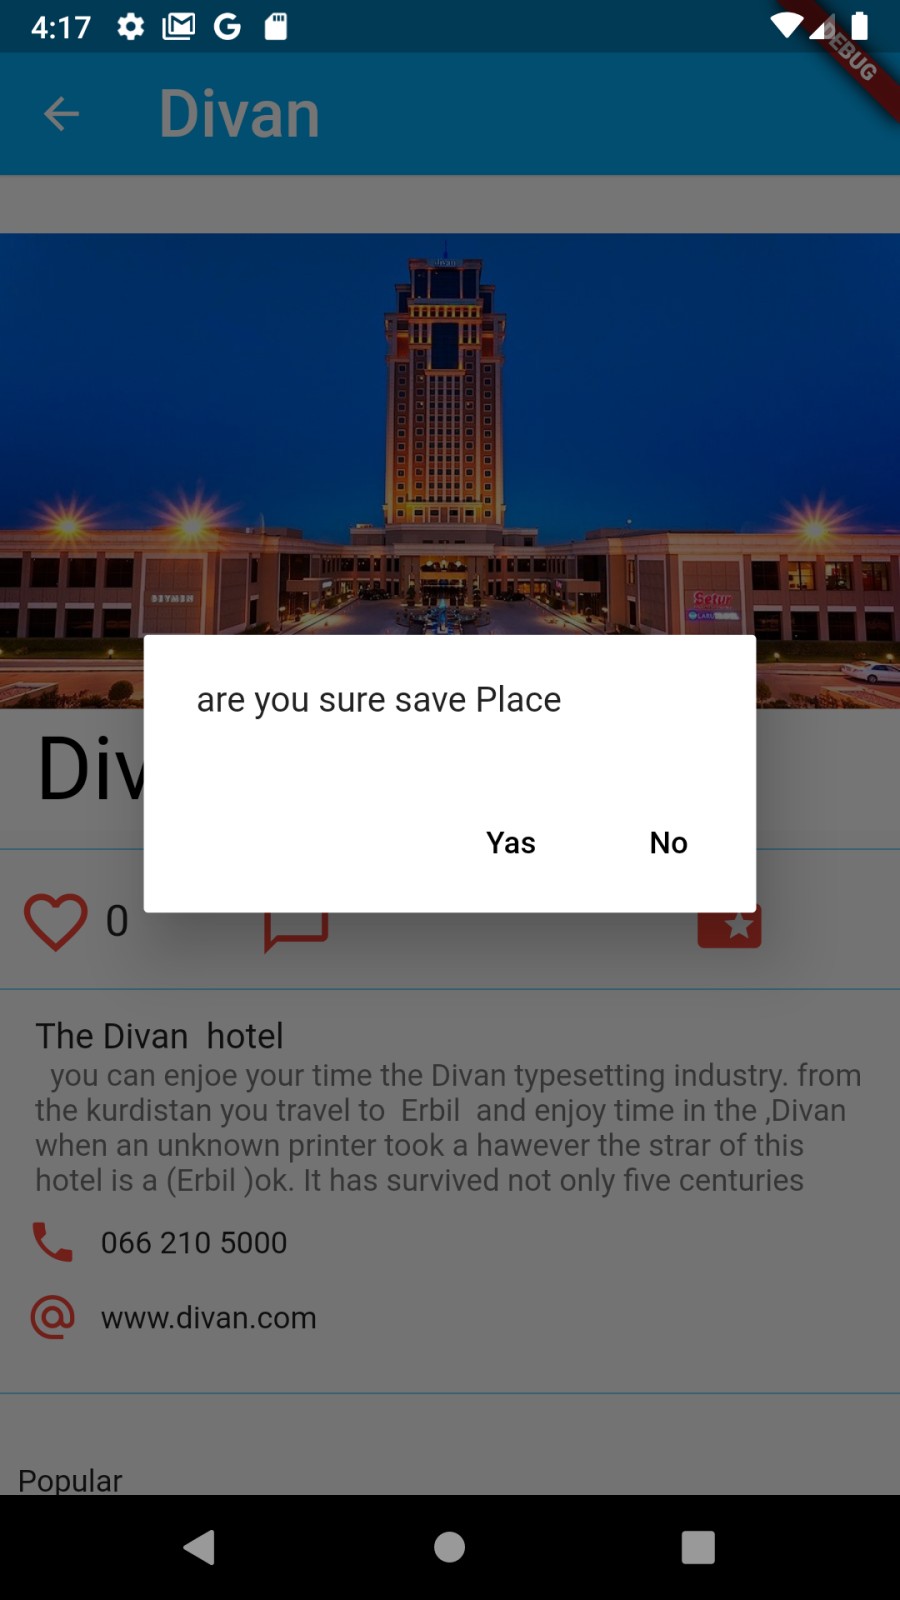 4:17
DEBUG
Divan
BEYMEN
Setur
are you sure save Place
Div
Yas
No
0
The Divan  hotel
you can enjoe your time the Divan typesetting industry. from
the kurdistan you travel to  Erbil  and enjoy time in the ,Divan
when an unknown printer took a hawever the strar of this
hotel is a (Erbil )ok. It has survived not only five centuries
066 210 5000
www.divan.com
Popular